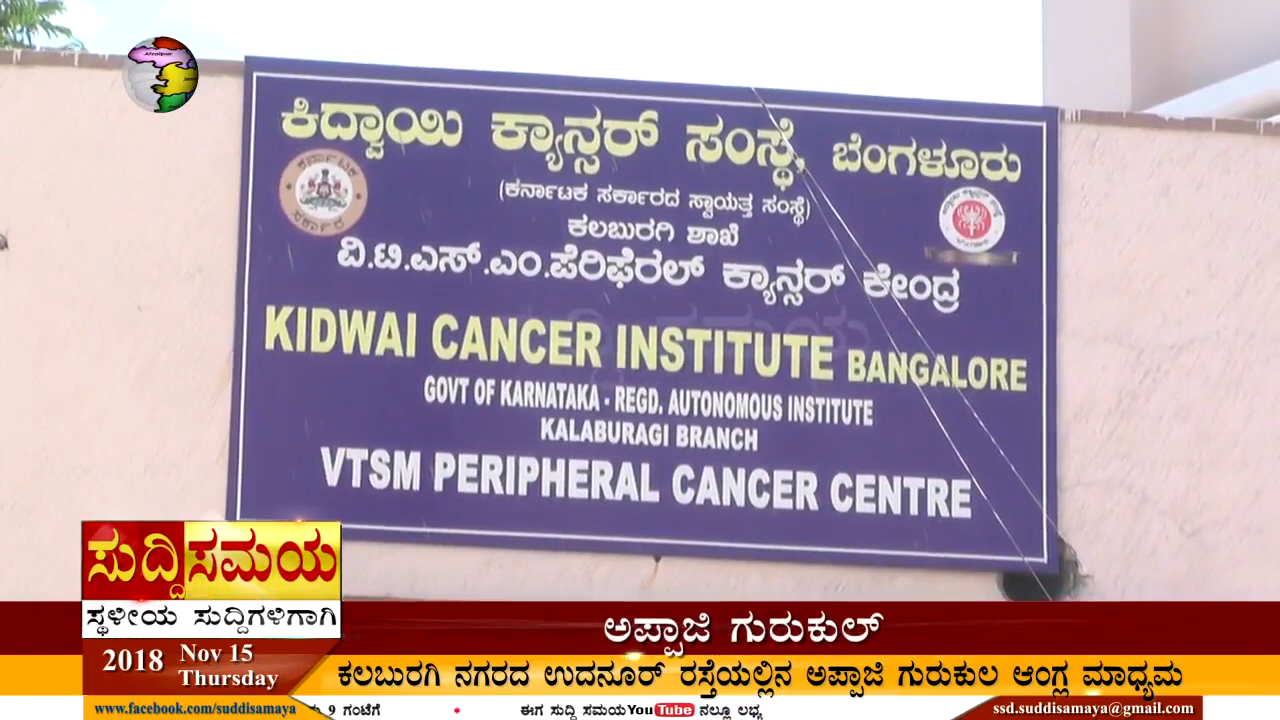 ಕಿದ್ವಾಯಿ ಕ್ಯಾನ್ಸರ್ ಸಂಸ್ಥೆ, ಬೆಂಗಳೂರು
(ಕರ್ನಾಟಕ ಸರ್ಕಾರದ ಸ್ವಾಯತ್ತ ಸಂಸ್ಥೆ)
ಕಲಬುರಗಿ ಶಾಖೆ
ವಿ.ಟಿ.ಎಸ್.ಎಂ.ಪೆರಿಫೆರಲ್ ಕ್ಯಾನ್ಸರ್ ಕೇಂದ್ರ
KIDWAI CANCER INSTITUTE BANGALORE
GOVT OF KARNATAKA - REGD. AUTONOMOUS INSTITUTE
KALABURAGI BRANCH
VTSM PERIPHERAL CANCER CENTRE
ಸುದ್ದಿಸಮಯ
ಸ್ಥಳೀಯ ಸುದ್ದಿಗಳಿಗಾಗಿ
2018 Nov 15
Thursday
ಅಪ್ಪಾಜಿ ಗುರುಕುಲ್
ಕಲಬುರಗಿ ನಗರದ ಉದನೂರ್ ರಸ್ತೆಯಲ್ಲಿನ ಅಪ್ಪಾಜಿ ಗುರುಕುಲ ಆಂಗ್ಲ ಮಾಧ್ಯಮ
www.facebook.com/suddisamaya 9 ಗಂಟೆಗೆ * ಈಗ ಸುದ್ದಿ ಸಮಯ YouTube ನಲ್ಲೂ ಲಭ್ಯ ssd.suddisamaya@gmail.com